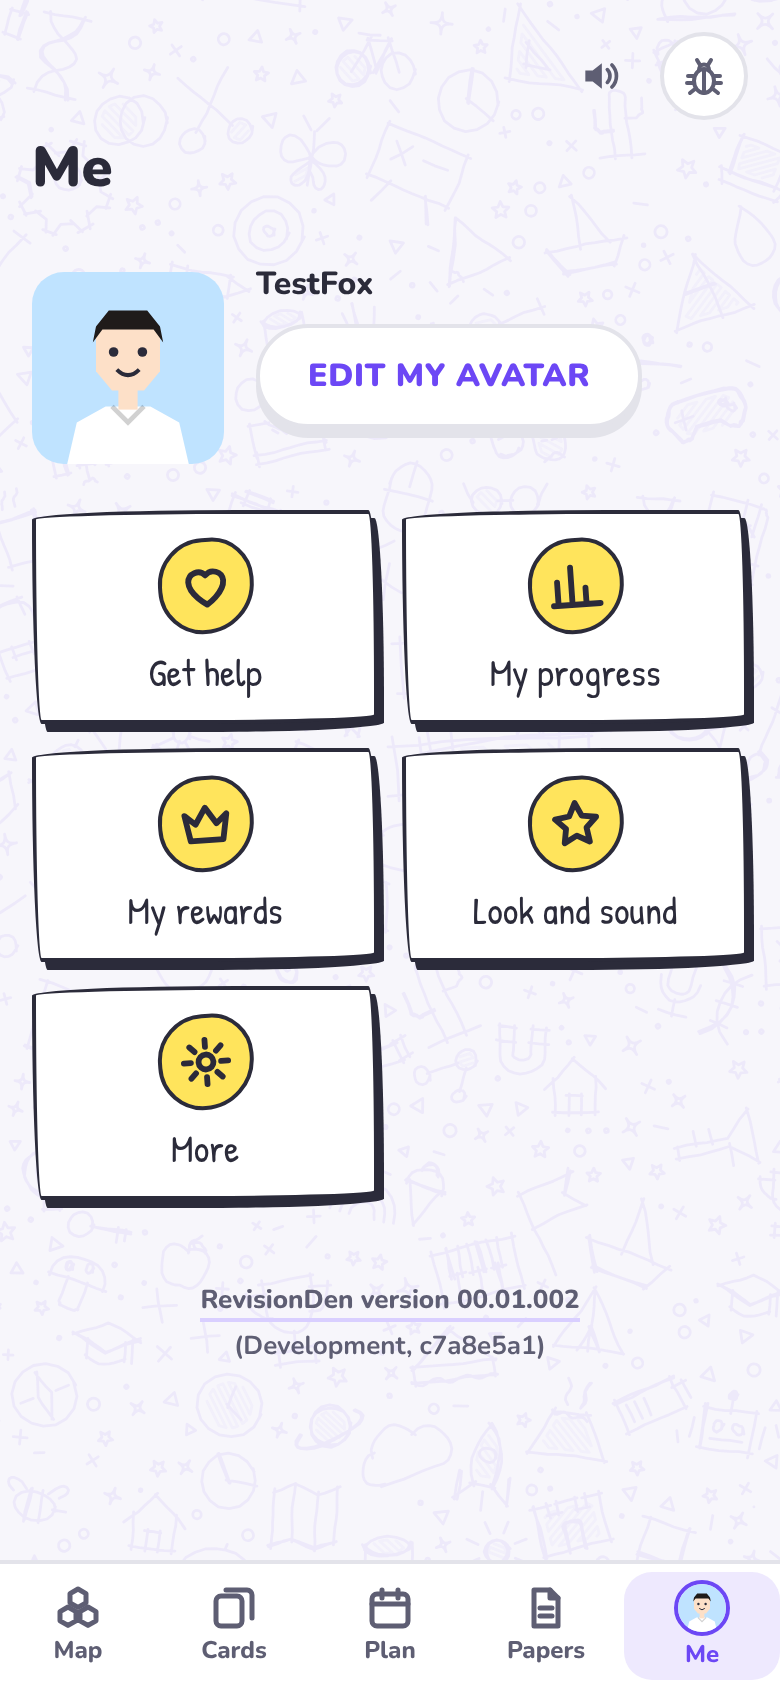 Me
TestFox
EDIT MY AVATAR
Get help
My progress
My rewards
Look and sound
More
RevisionDen version 00.01.002
(Development, c7a8e5a1)
Map
Cards
Plan
Papers
Me